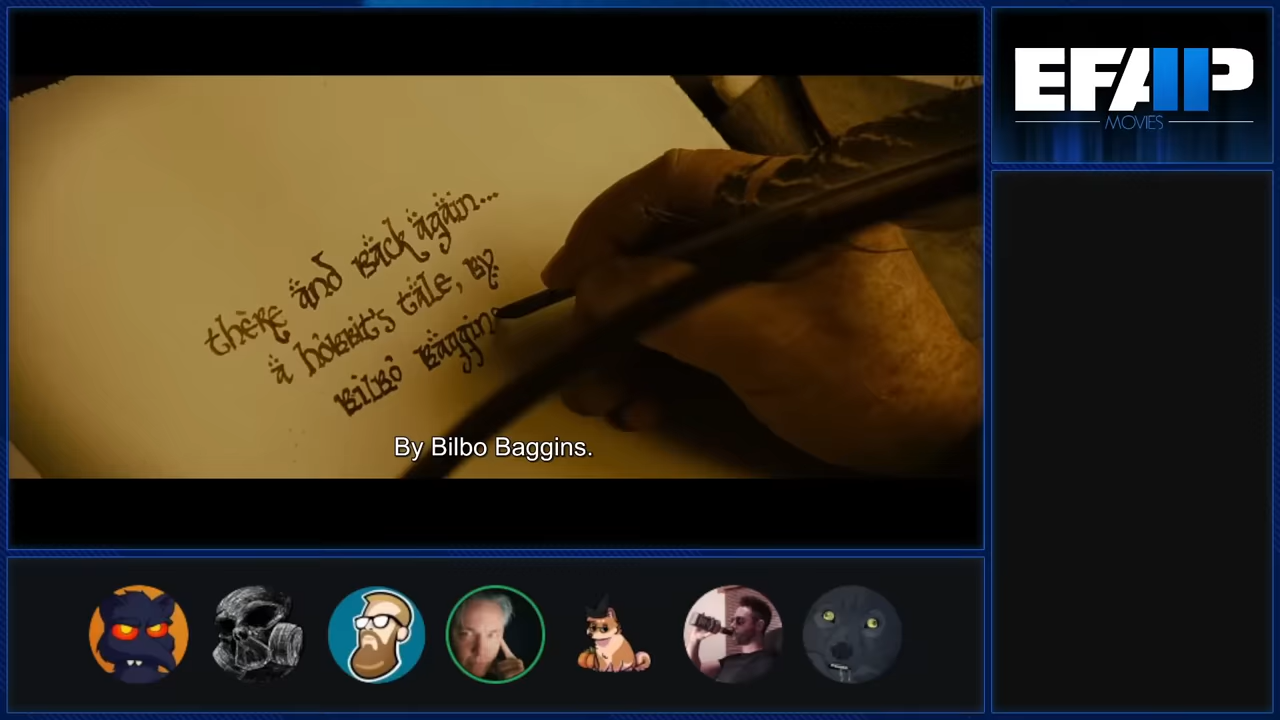 EFAP
MOVIES
there and Back again...
a hobbit's tale, By
Bilbo Baggins
By Bilbo Baggins.